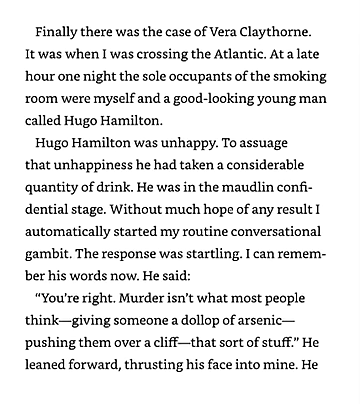 Finally there was the case of Vera Claythorne.
It was when I was crossing the Atlantic. At a late
hour one night the sole occupants of the smoking
room were myself and a good-looking young man
called Hugo Hamilton.
Hugo Hamilton was unhappy. To assuage
that unhappiness he had taken a considerable
quantity of drink. He was in the maudlin confi-
dential stage. Without much hope of any result I
automatically started my routine conversational
gambit. The response was startling. I can remem-
ber his words now. He said:
“You’re right. Murder isn’t what most people
think—giving someone a dollop of arsenic—
pushing them over a cliff—that sort of stuff.” He
leaned forward, thrusting his face into mine. He